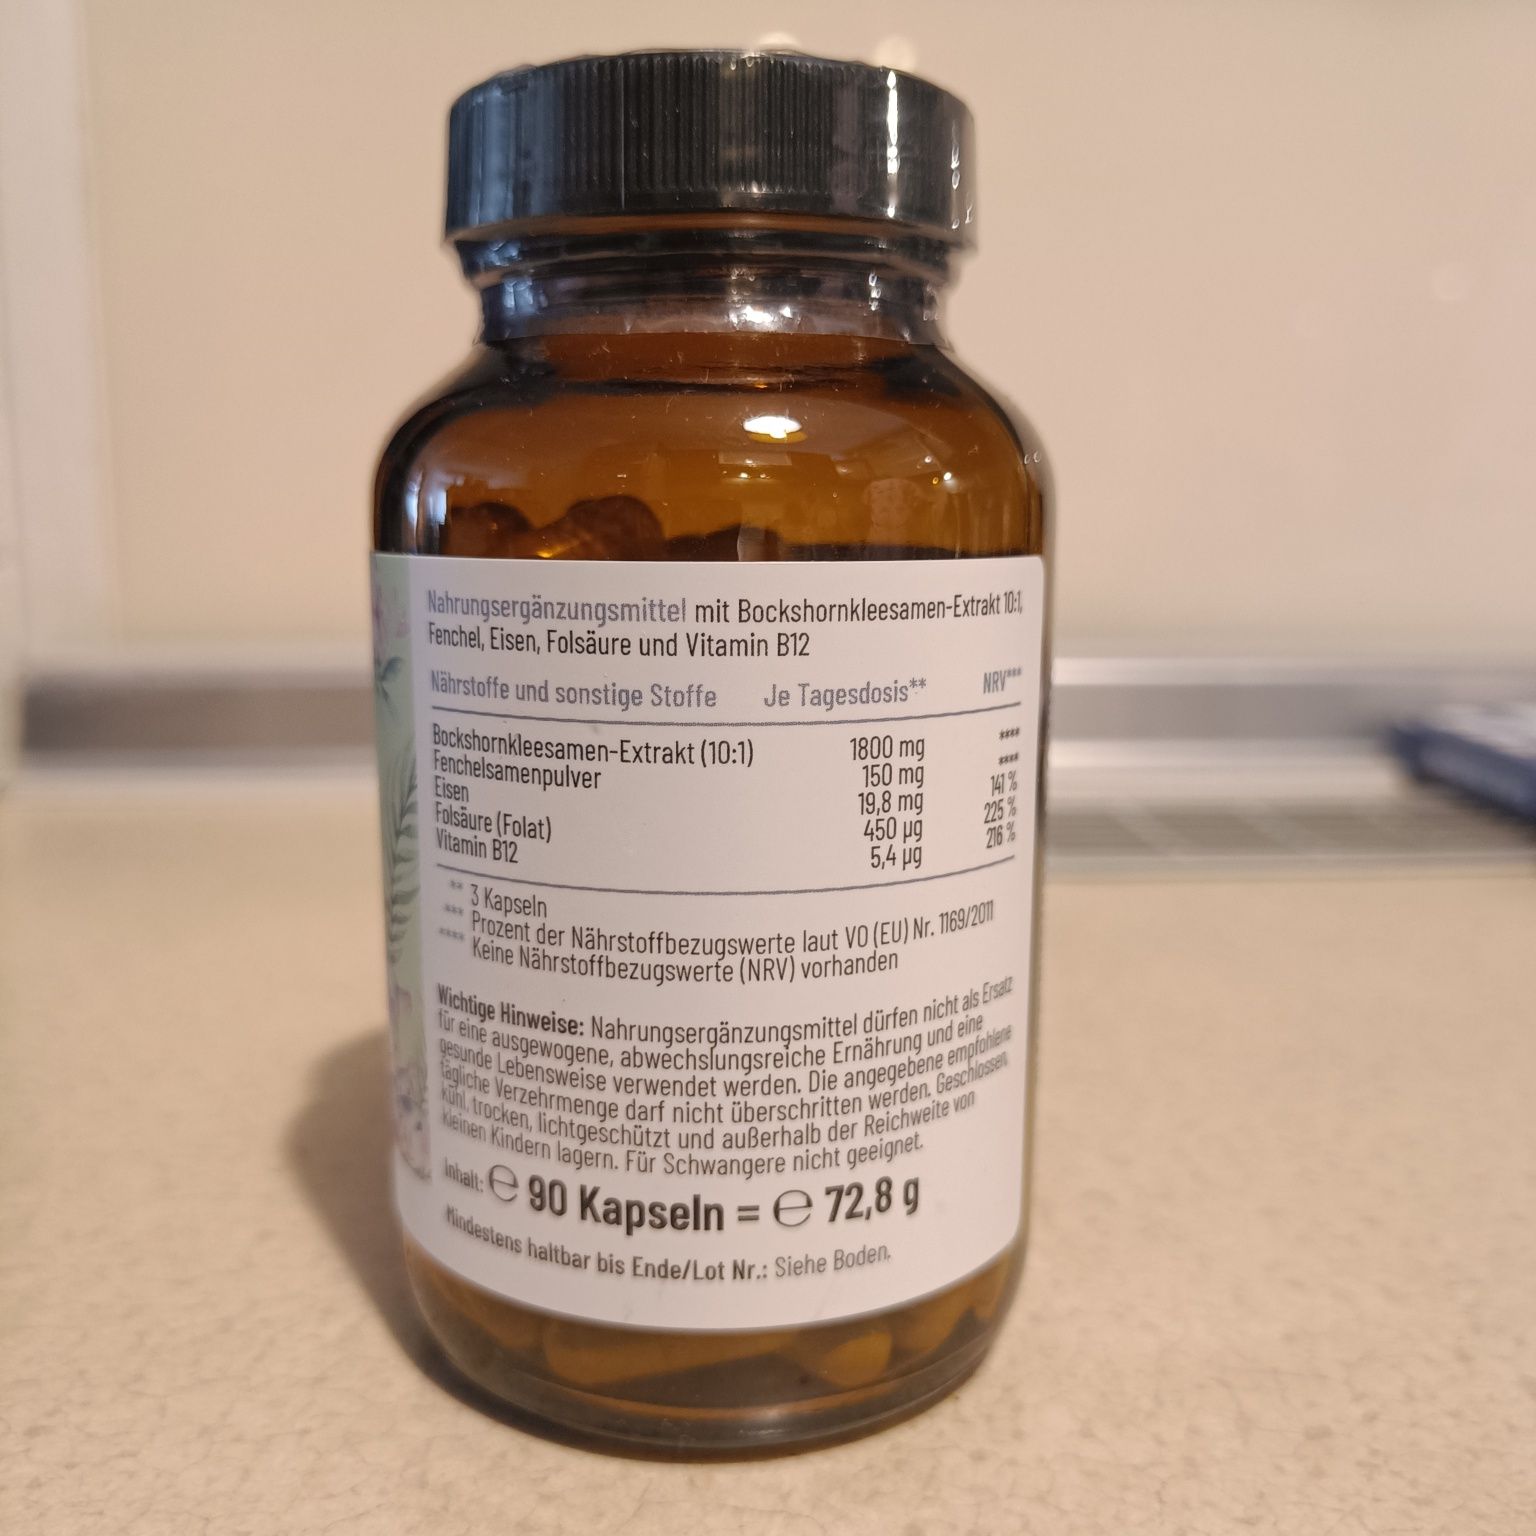 Nahrungsergänzungsmittel mit Bockshornkleesamen-Extrakt 10:1,
Fenchel, Eisen, Folsäure und Vitamin B12
Nährstoffe und sonstige Stoffe Je Tagesdosis** NRV***
Bockshornkleesamen-Extrakt (10:1) 1800 mg ****
Fenchelsamenpulver 150 mg ****
Eisen 19,8 mg 141 %
Folsäure (Folat) 450 µg 225 %
Vitamin B12 5,4 µg 216 %
** 3 Kapseln
*** Prozent der Nährstoffbezugswerte laut VO (EU) Nr. 1169/2011
**** Keine Nährstoffbezugswerte (NRV) vorhanden
Wichtige Hinweise: Nahrungsergänzungsmittel dürfen nicht als Ersatz
für eine ausgewogene, abwechslungsreiche Ernährung und eine
gesunde Lebensweise verwendet werden. Die angegebene empfohlene
tägliche Verzehrmenge darf nicht überschritten werden. Geschlossen,
kühl, trocken, lichtgeschützt und außerhalb der Reichweite von
kleinen Kindern lagern. Für Schwangere nicht geeignet.
Inhalt: ℮ 90 Kapseln = ℮ 72,8 g
Mindestens haltbar bis Ende/Lot Nr.: Siehe Boden.